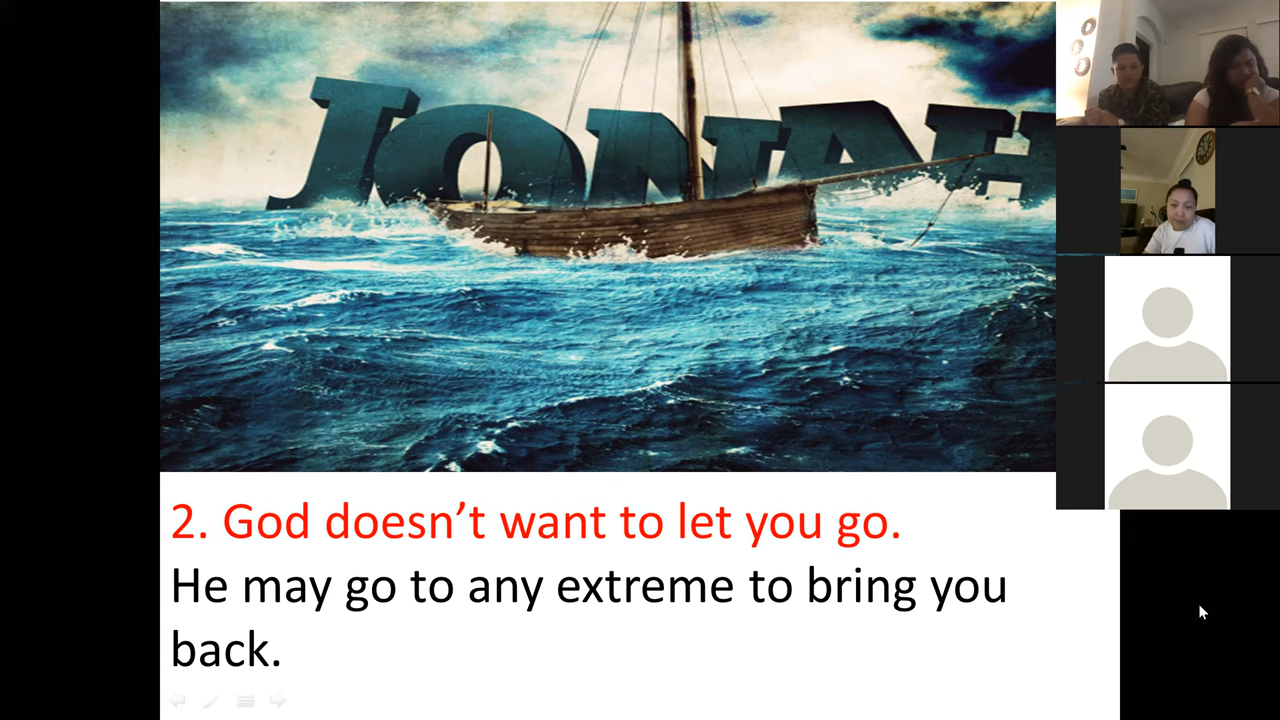 JONAH
2. God doesn’t want to let you go.
He may go to any extreme to bring you
back.